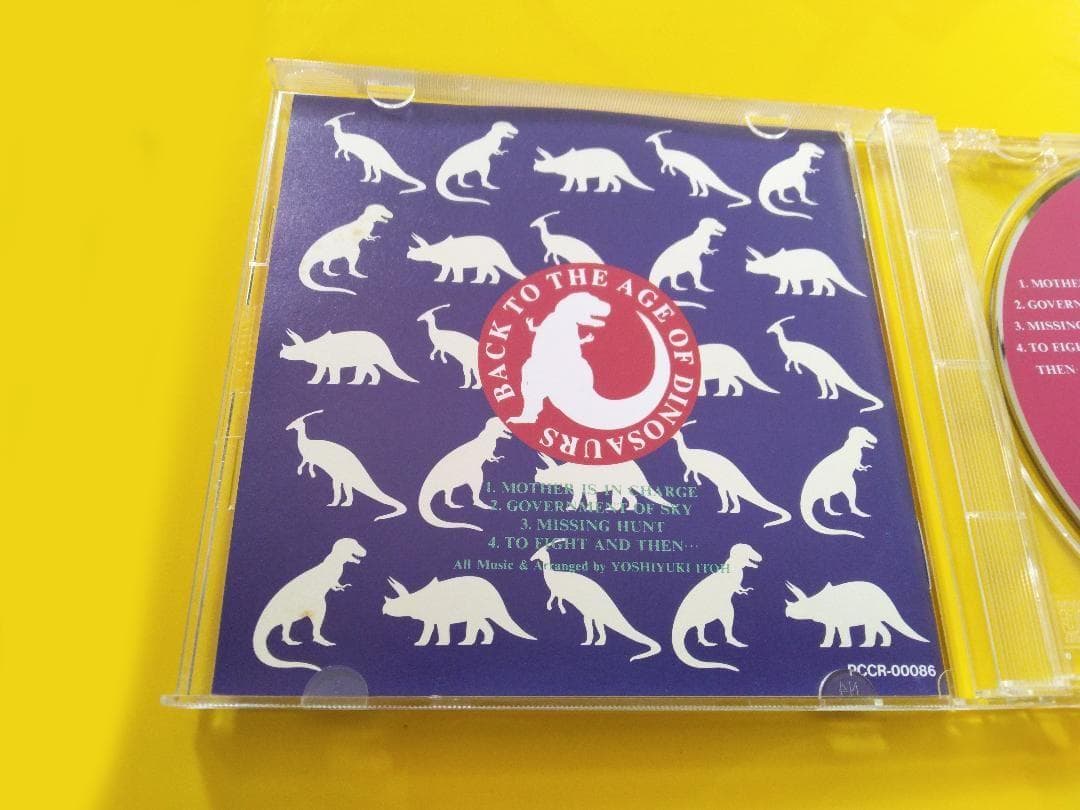 BACK TO THE AGE OF DINOSAURS
1. MOTHER IS IN CHARGE
2. GOVERNMENT OF SKY
3. MISSING HUNT
4. TO FIGHT AND THEN…
All Music & Arranged by YOSHIYUKI ITOH
PCCR-00086
1. MOTHE
2. GOVERN
3. MISSING
4. TO FIGH
THEN